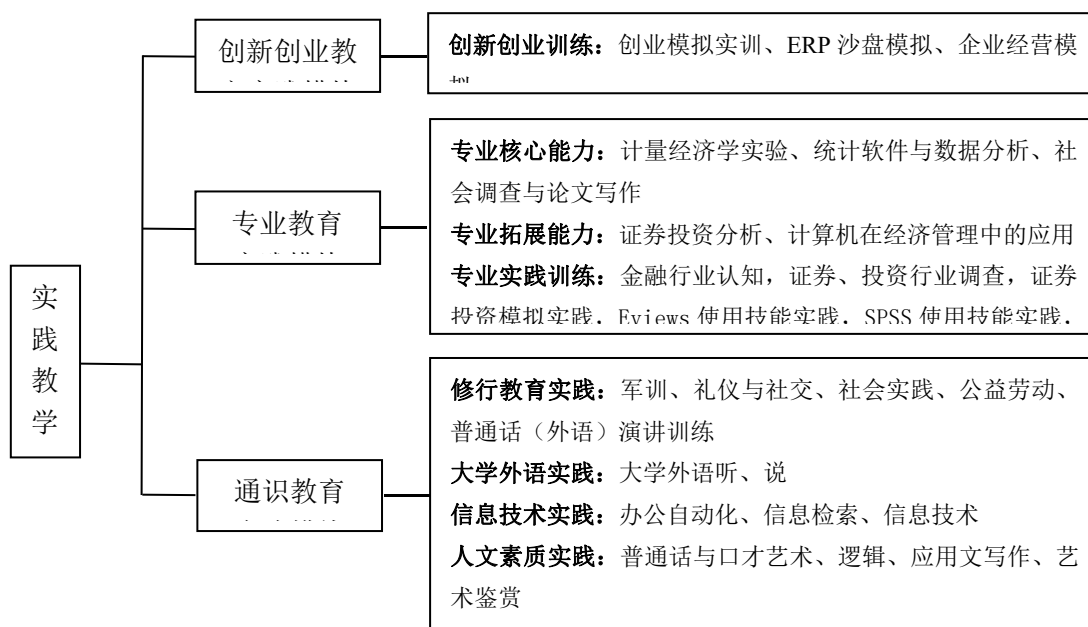 实
践
教
学
创新创业教
创新创业训练：创业模拟实训、ERP 沙盘模拟、企业经营模
专业教育
专业核心能力：计量经济学实验、统计软件与数据分析、社
会调查与论文写作
专业拓展能力：证券投资分析、计算机在经济管理中的应用
专业实践训练：金融行业认知，证券、投资行业调查，证券
投资模拟实践，Eviews 使用技能实践，SPSS 使用技能实践，
通识教育
修行教育实践：军训、礼仪与社交、社会实践、公益劳动、
普通话（外语）演讲训练
大学外语实践：大学外语听、说
信息技术实践：办公自动化、信息检索、信息技术
人文素质实践：普通话与口才艺术、逻辑、应用文写作、艺
术鉴赏